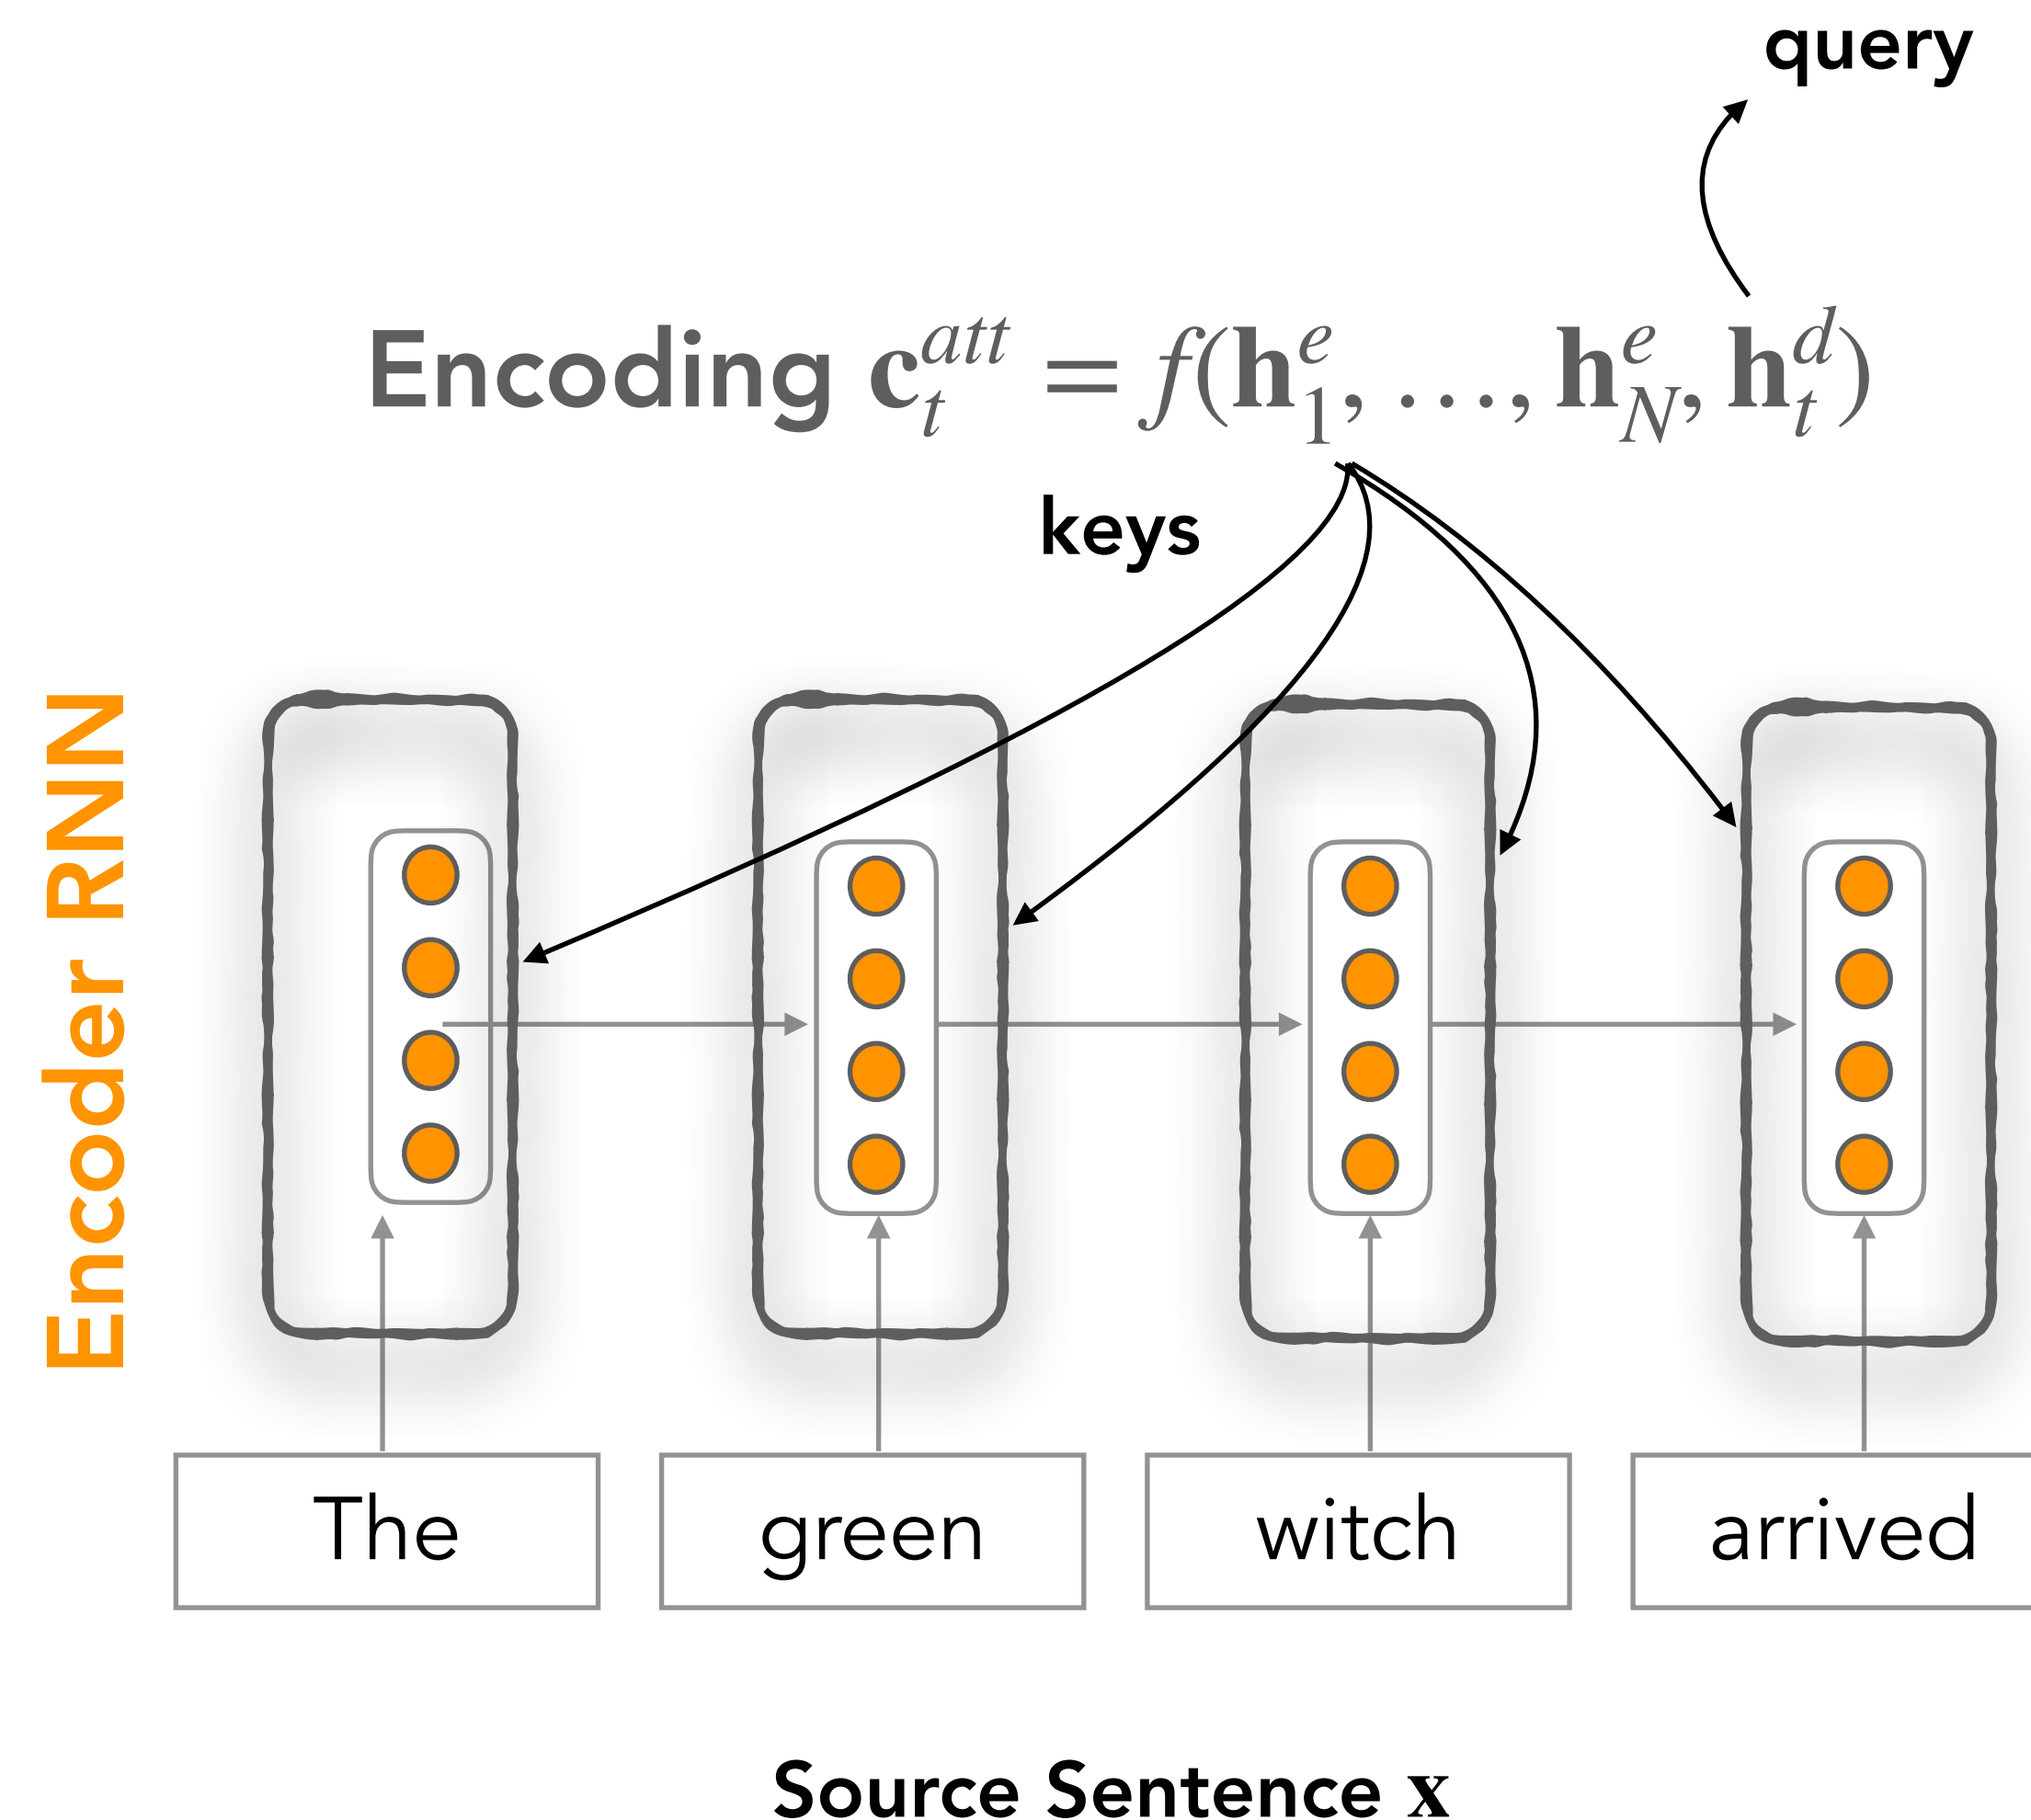 query
Encoding c_t^{att} = f(h_1^e, ..., h_N^e, h_t^d)
keys
Encoder RNN
The green witch arrived
Source Sentence x